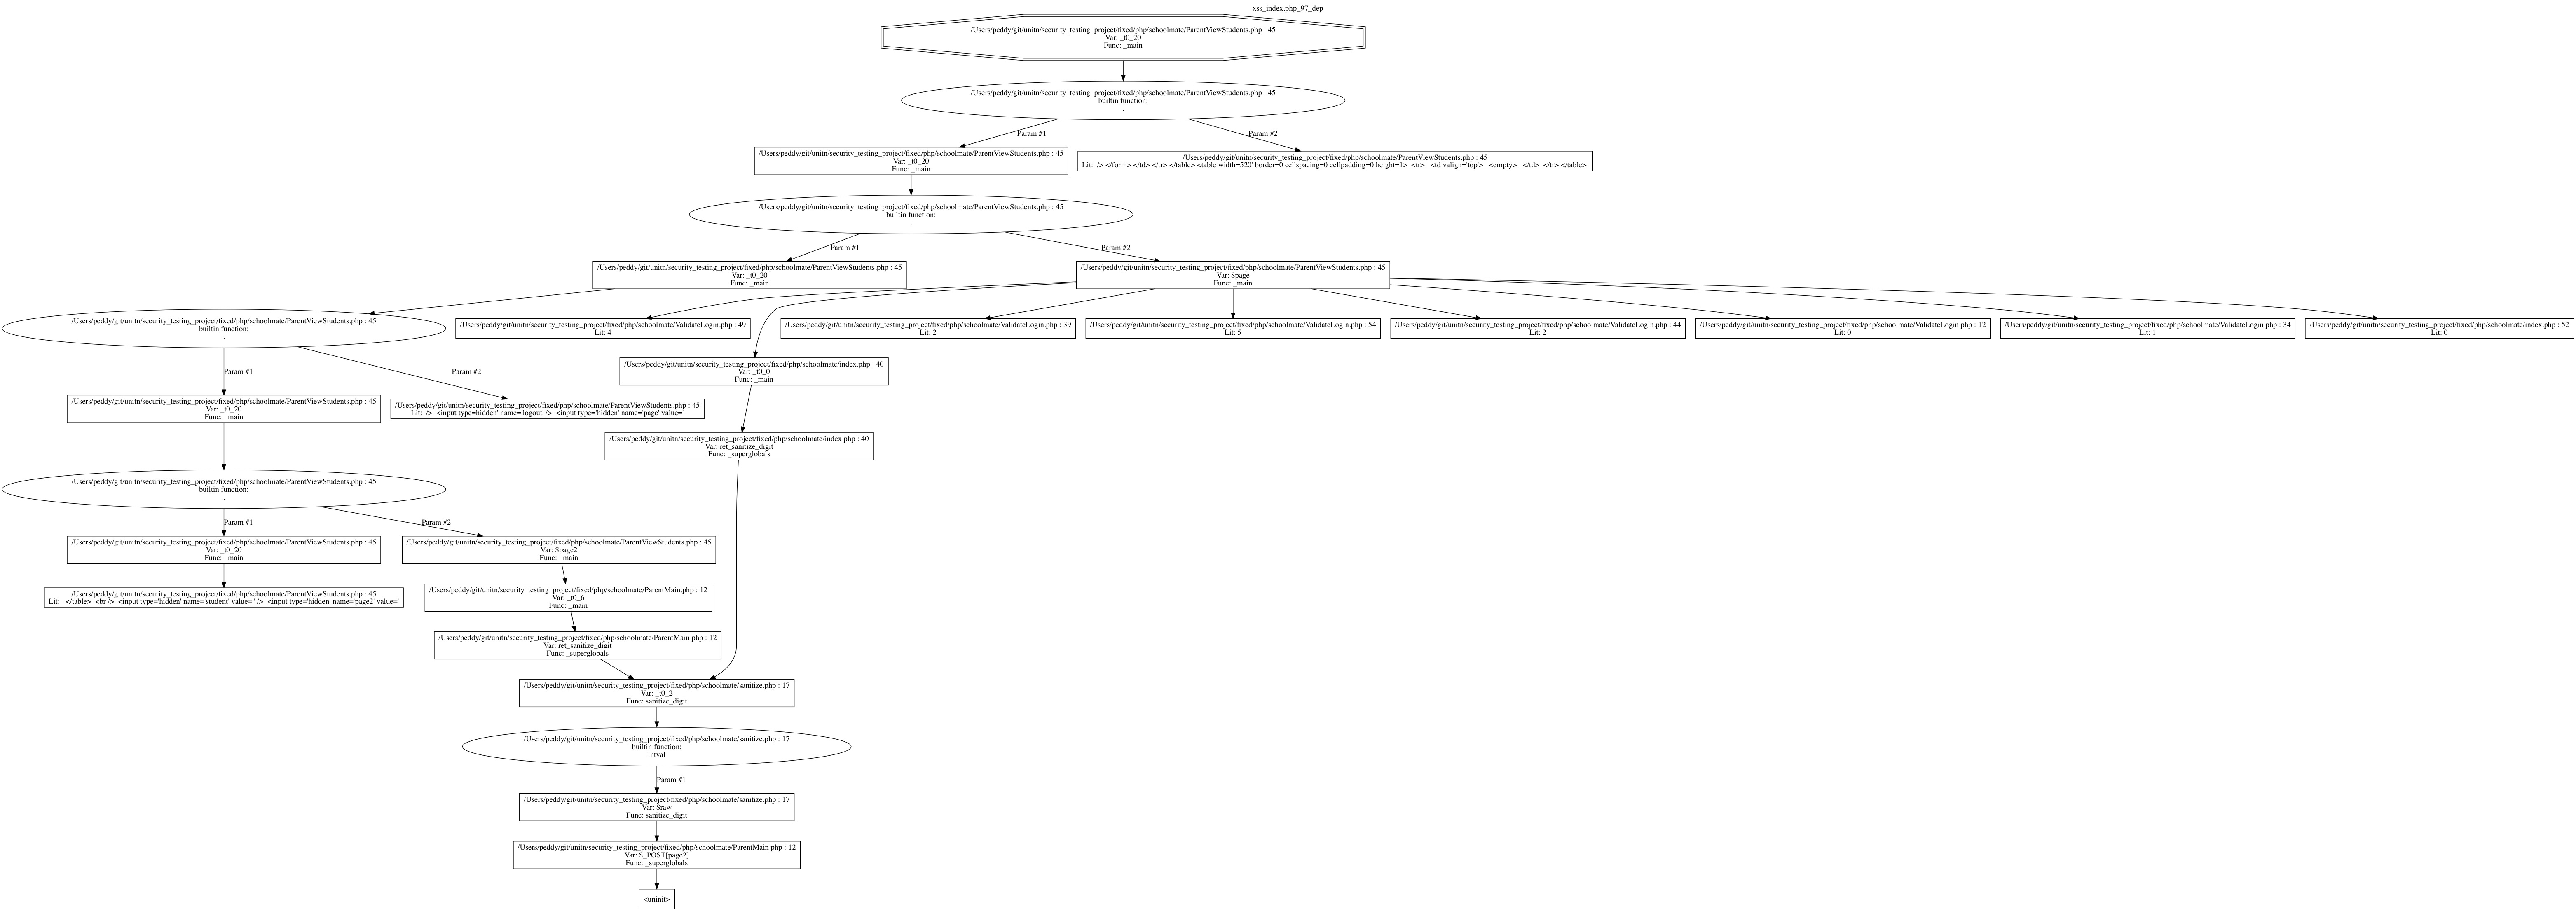 xss_index.php_97_dep
/Users/peddy/git/unitn/security_testing_project/fixed/php/schoolmate/ParentViewStudents.php : 45
Var: _t0_20
Func: _main
/Users/peddy/git/unitn/security_testing_project/fixed/php/schoolmate/ParentViewStudents.php : 45
builtin function:
.
Param #1
Param #2
/Users/peddy/git/unitn/security_testing_project/fixed/php/schoolmate/ParentViewStudents.php : 45
Var: _t0_20
Func: _main
/Users/peddy/git/unitn/security_testing_project/fixed/php/schoolmate/ParentViewStudents.php : 45
Lit:  /> </form> </td> </tr> </table> <table width=520' border=0 cellspacing=0 cellpadding=0 height=1>  <tr>   <td valign='top'>   <empty>   </td>  </tr> </table>
/Users/peddy/git/unitn/security_testing_project/fixed/php/schoolmate/ParentViewStudents.php : 45
builtin function:
.
Param #1
Param #2
/Users/peddy/git/unitn/security_testing_project/fixed/php/schoolmate/ParentViewStudents.php : 45
Var: _t0_20
Func: _main
/Users/peddy/git/unitn/security_testing_project/fixed/php/schoolmate/ParentViewStudents.php : 45
Var: $page
Func: _main
/Users/peddy/git/unitn/security_testing_project/fixed/php/schoolmate/ParentViewStudents.php : 45
builtin function:
.
/Users/peddy/git/unitn/security_testing_project/fixed/php/schoolmate/ValidateLogin.php : 49
Lit: 4
/Users/peddy/git/unitn/security_testing_project/fixed/php/schoolmate/ValidateLogin.php : 39
Lit: 2
/Users/peddy/git/unitn/security_testing_project/fixed/php/schoolmate/ValidateLogin.php : 54
Lit: 5
/Users/peddy/git/unitn/security_testing_project/fixed/php/schoolmate/ValidateLogin.php : 44
Lit: 2
/Users/peddy/git/unitn/security_testing_project/fixed/php/schoolmate/ValidateLogin.php : 12
Lit: 0
/Users/peddy/git/unitn/security_testing_project/fixed/php/schoolmate/ValidateLogin.php : 34
Lit: 1
/Users/peddy/git/unitn/security_testing_project/fixed/php/schoolmate/index.php : 52
Lit: 0
Param #1
Param #2
/Users/peddy/git/unitn/security_testing_project/fixed/php/schoolmate/index.php : 40
Var: _t0_0
Func: _main
/Users/peddy/git/unitn/security_testing_project/fixed/php/schoolmate/ParentViewStudents.php : 45
Var: _t0_20
Func: _main
/Users/peddy/git/unitn/security_testing_project/fixed/php/schoolmate/ParentViewStudents.php : 45
Lit:  />  <input type=hidden' name='logout' />  <input type='hidden' name='page' value='
/Users/peddy/git/unitn/security_testing_project/fixed/php/schoolmate/index.php : 40
Var: ret_sanitize_digit
Func: _superglobals
/Users/peddy/git/unitn/security_testing_project/fixed/php/schoolmate/ParentViewStudents.php : 45
builtin function:
.
Param #1
Param #2
/Users/peddy/git/unitn/security_testing_project/fixed/php/schoolmate/ParentViewStudents.php : 45
Var: _t0_20
Func: _main
/Users/peddy/git/unitn/security_testing_project/fixed/php/schoolmate/ParentViewStudents.php : 45
Var: $page2
Func: _main
/Users/peddy/git/unitn/security_testing_project/fixed/php/schoolmate/ParentViewStudents.php : 45
Lit:   </table>  <br />  <input type='hidden' name='student' value='' />  <input type='hidden' name='page2' value='
/Users/peddy/git/unitn/security_testing_project/fixed/php/schoolmate/ParentMain.php : 12
Var: _t0_6
Func: _main
/Users/peddy/git/unitn/security_testing_project/fixed/php/schoolmate/ParentMain.php : 12
Var: ret_sanitize_digit
Func: _superglobals
/Users/peddy/git/unitn/security_testing_project/fixed/php/schoolmate/sanitize.php : 17
Var: _t0_2
Func: sanitize_digit
/Users/peddy/git/unitn/security_testing_project/fixed/php/schoolmate/sanitize.php : 17
builtin function:
intval
Param #1
/Users/peddy/git/unitn/security_testing_project/fixed/php/schoolmate/sanitize.php : 17
Var: $raw
Func: sanitize_digit
/Users/peddy/git/unitn/security_testing_project/fixed/php/schoolmate/ParentMain.php : 12
Var: $_POST[page2]
Func: _superglobals
<uninit>